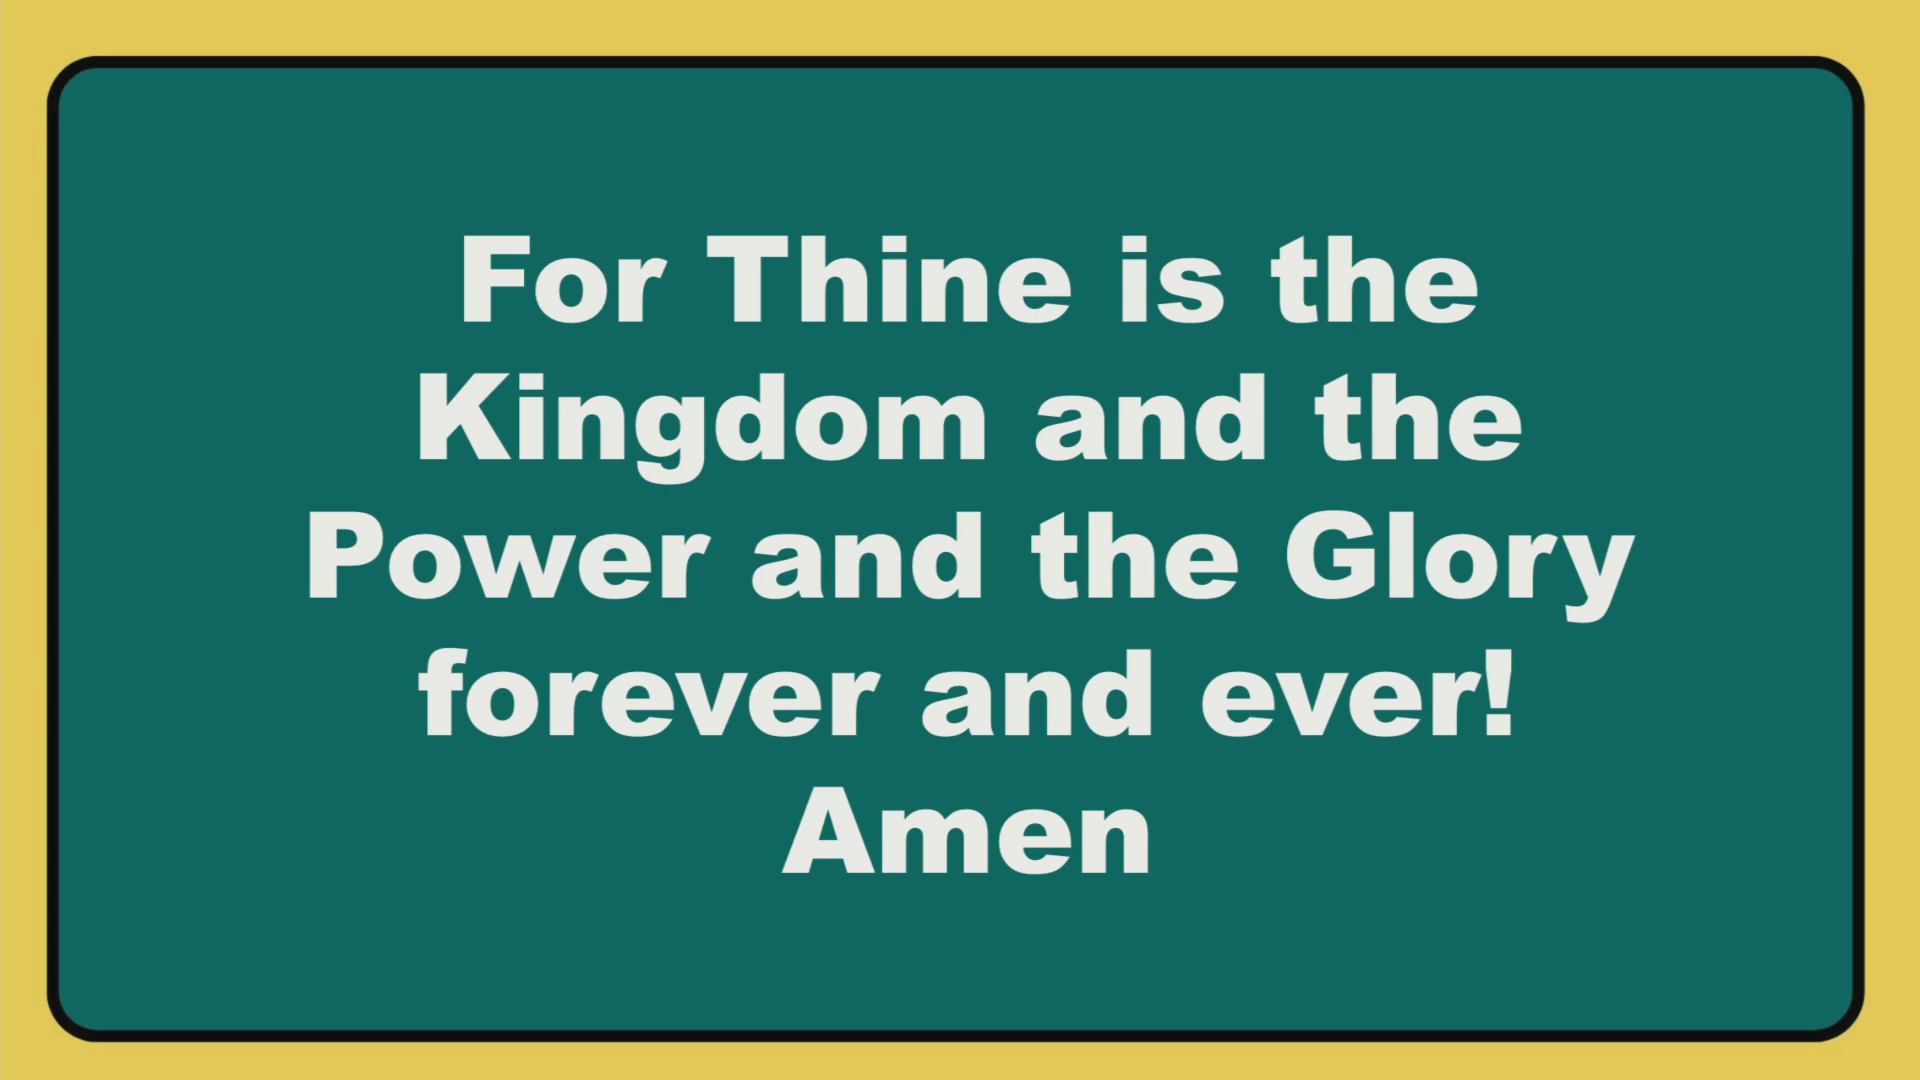 For Thine is the
Kingdom and the
Power and the Glory
forever and ever!
Amen